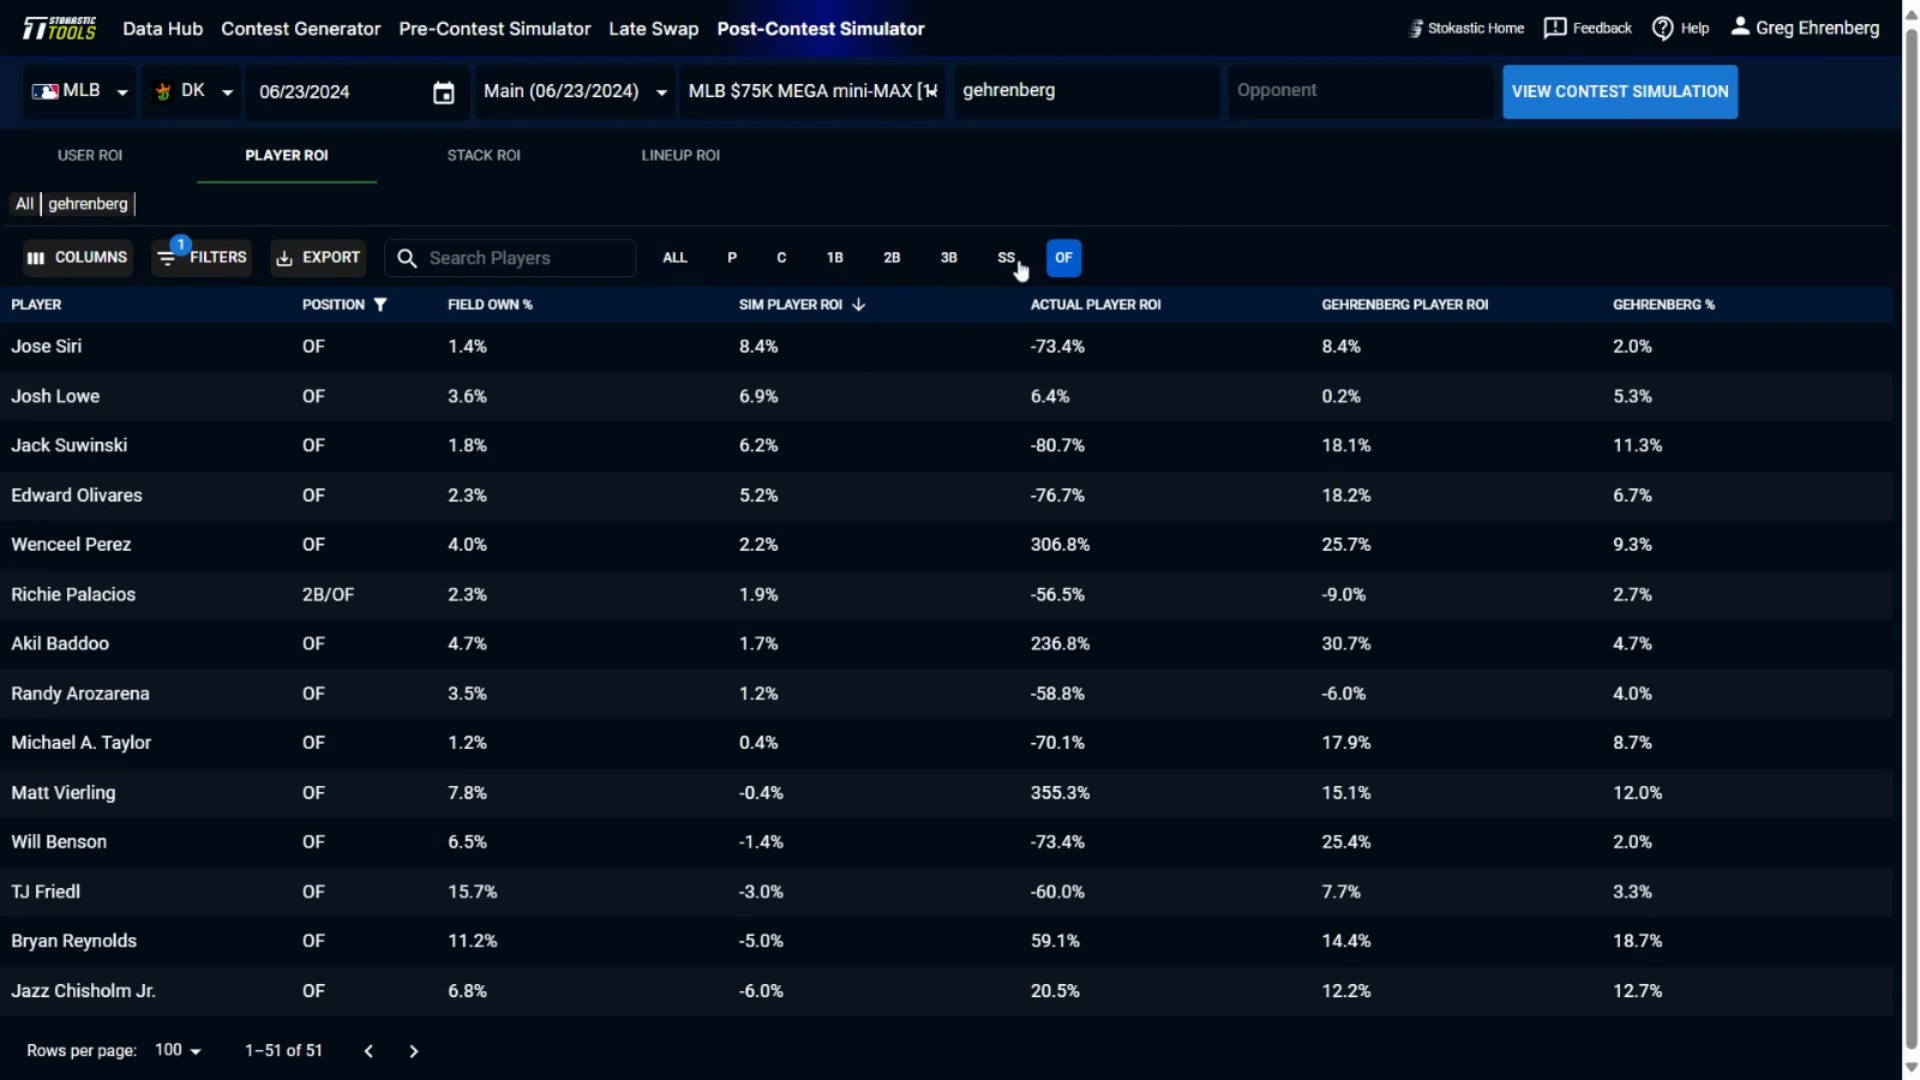 STOKASTIC TOOLS Data Hub Contest Generator Pre-Contest Simulator Late Swap Post-Contest Simulator Stokastic Home Feedback Help Greg Ehrenberg
MLB DK 06/23/2024 Main (06/23/2024) MLB $75K MEGA mini-MAX gehrenberg Opponent VIEW CONTEST SIMULATION
USER ROI PLAYER ROI STACK ROI LINEUP ROI
All gehrenberg
COLUMNS 1 FILTERS EXPORT Search Players ALL P C 1B 2B 3B SS OF
PLAYER POSITION FIELD OWN % SIM PLAYER ROI ACTUAL PLAYER ROI GEHRENBERG PLAYER ROI GEHRENBERG %
Jose Siri OF 1.4% 8.4% -73.4% 8.4% 2.0%
Josh Lowe OF 3.6% 6.9% 6.4% 0.2% 5.3%
Jack Suwinski OF 1.8% 6.2% -80.7% 18.1% 11.3%
Edward Olivares OF 2.3% 5.2% -76.7% 18.2% 6.7%
Wenceel Perez OF 4.0% 2.2% 306.8% 25.7% 9.3%
Richie Palacios 2B/OF 2.3% 1.9% -56.5% -9.0% 2.7%
Akil Baddoo OF 4.7% 1.7% 236.8% 30.7% 4.7%
Randy Arozarena OF 3.5% 1.2% -58.8% -6.0% 4.0%
Michael A. Taylor OF 1.2% 0.4% -70.1% 17.9% 8.7%
Matt Vierling OF 7.8% -0.4% 355.3% 15.1% 12.0%
Will Benson OF 6.5% -1.4% -73.4% 25.4% 2.0%
TJ Friedl OF 15.7% -3.0% -60.0% 7.7% 3.3%
Bryan Reynolds OF 11.2% -5.0% 59.1% 14.4% 18.7%
Jazz Chisholm Jr. OF 6.8% -6.0% 20.5% 12.2% 12.7%
Rows per page: 100 1–51 of 51